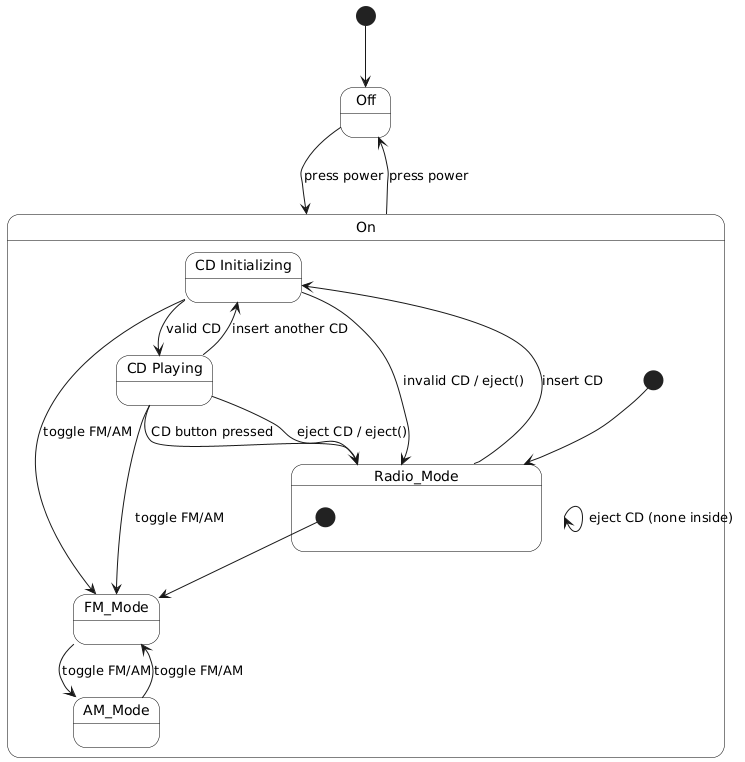 Off
press power
press power
On
CD Initializing
valid CD
insert another CD
CD Playing
invalid CD / eject()
insert CD
toggle FM/AM
CD button pressed
eject CD / eject()
Radio_Mode
toggle FM/AM
eject CD (none inside)
FM_Mode
toggle FM/AM
toggle FM/AM
AM_Mode